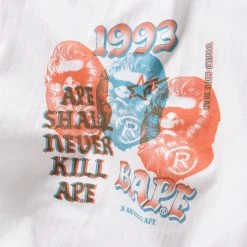 1993
APE
SHALL
NEVER
KILL
APE
R
R
BAPE
A BATHING APE